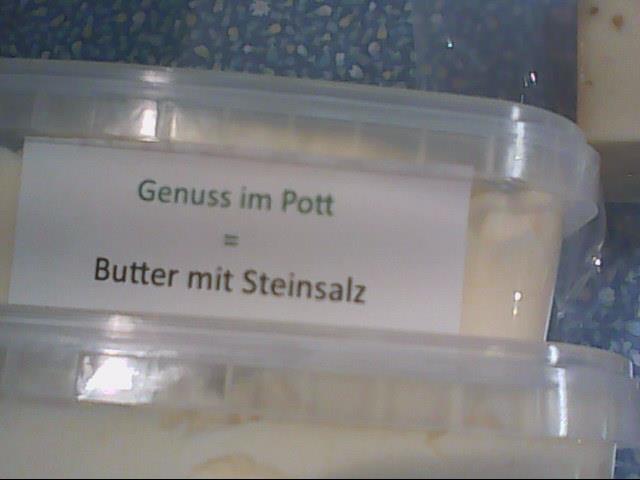 Genuss im Pott
=
Butter mit Steinsalz